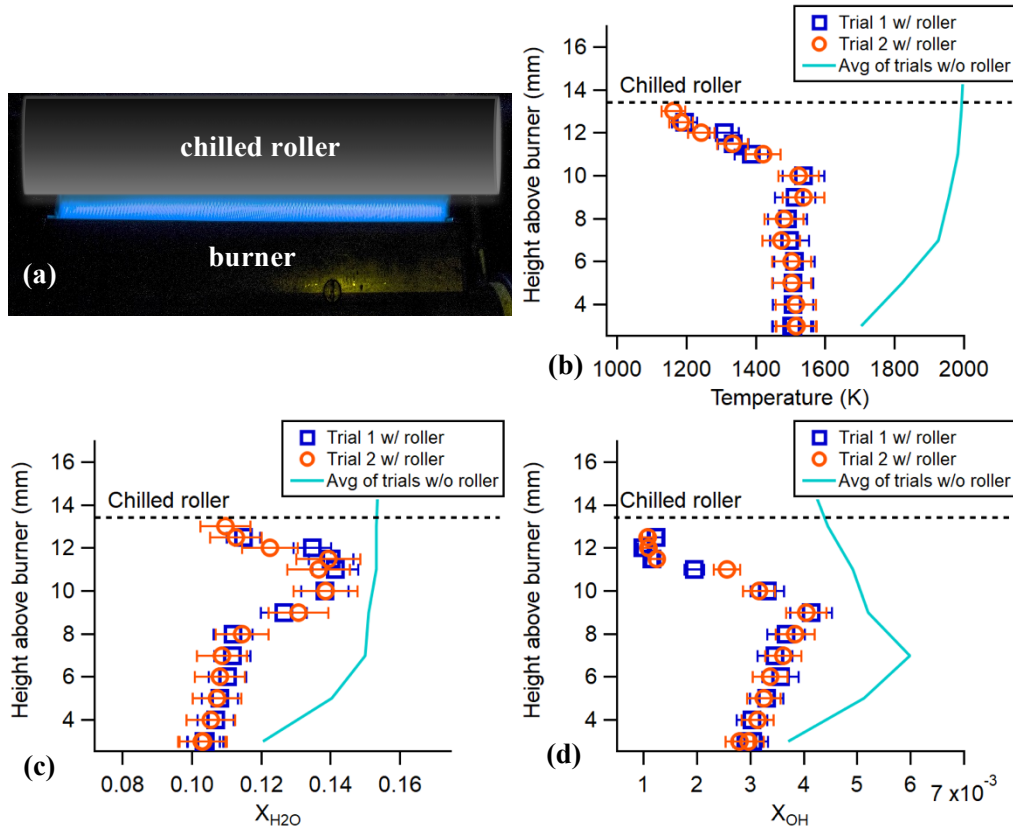 chilled roller
burner
(a)
Trial 1 w/ roller
Trial 2 w/ roller
Avg of trials w/o roller
Chilled roller
Height above burner (mm)
16
14
12
10
8
6
4
1000 1200 1400 1600 1800 2000
Temperature (K)
(b)
Trial 1 w/ roller
Trial 2 w/ roller
Avg of trials w/o roller
Chilled roller
Height above burner (mm)
16
14
12
10
8
6
4
0.08 0.10 0.12 0.14 0.16
X_H2O
(c)
Trial 1 w/ roller
Trial 2 w/ roller
Avg of trials w/o roller
Chilled roller
Height above burner (mm)
16
14
12
10
8
6
4
1 2 3 4 5 6 7 x10⁻³
X_OH
(d)